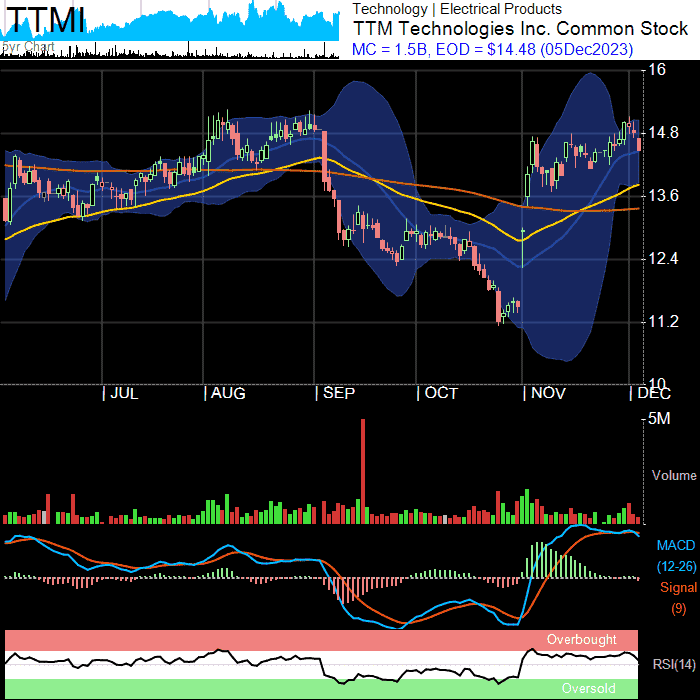 TTMI
5yr Chart
Technology | Electrical Products
TTM Technologies Inc. Common Stock
MC = 1.5B, EOD = $14.48 (05Dec2023)
16
14.8
13.6
12.4
11.2
10
| JUL | AUG | SEP | OCT | NOV | DEC
5M
Volume
MACD
(12-26)
Signal
(9)
Overbought
RSI(14)
Oversold